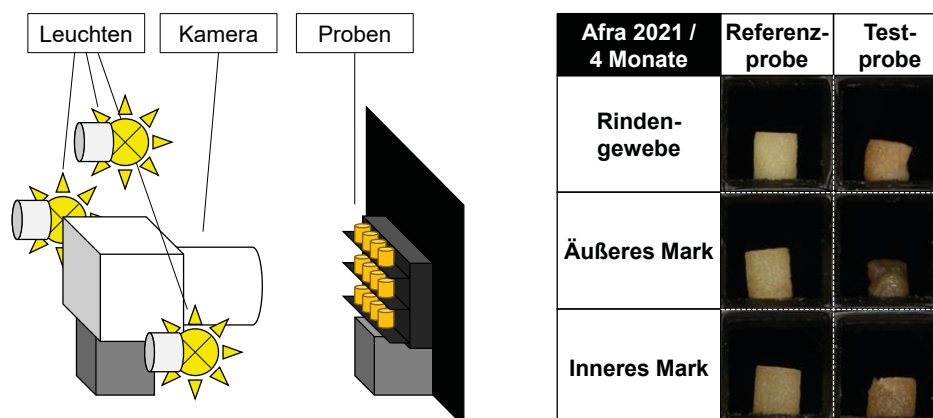 Leuchten
Kamera
Proben
Afra 2021 /
4 Monate
Referenz-
probe
Test-
probe
Rinden-
gewebe
Äußeres Mark
Inneres Mark